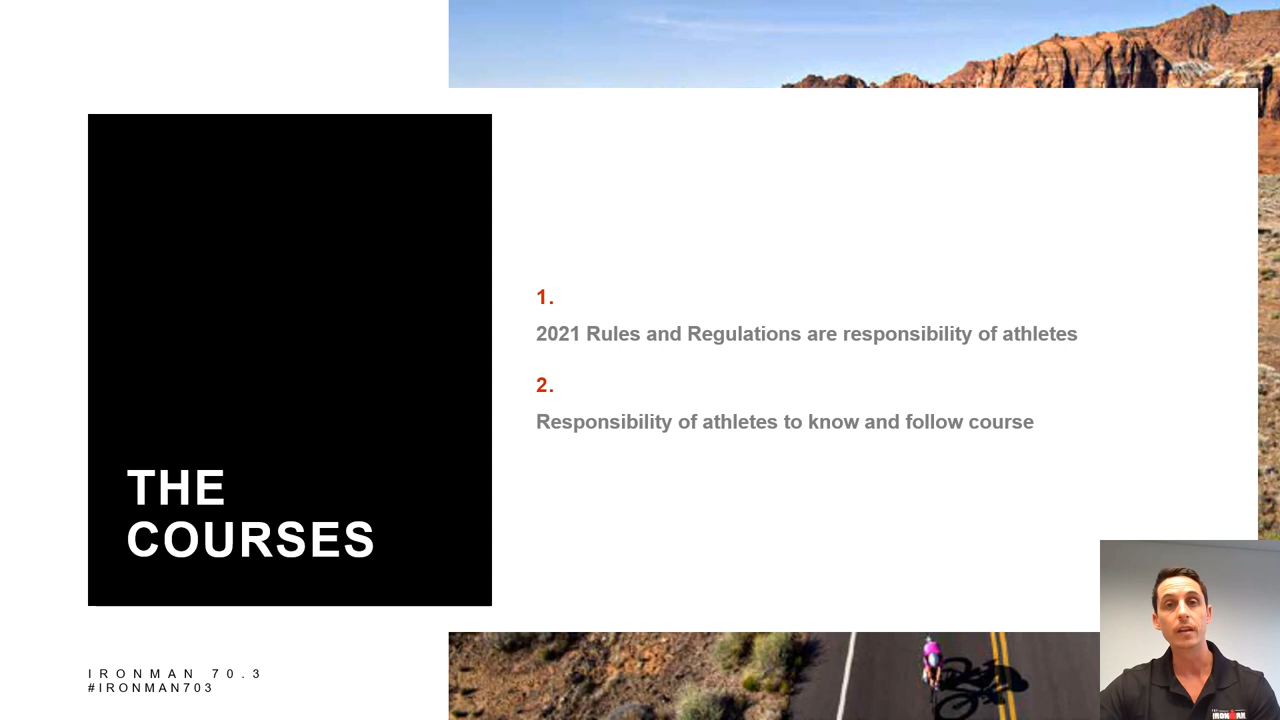 1.
2021 Rules and Regulations are responsibility of athletes
2.
Responsibility of athletes to know and follow course
THE
COURSES
IRONMAN 70.3
#IRONMAN703
IRONMAN